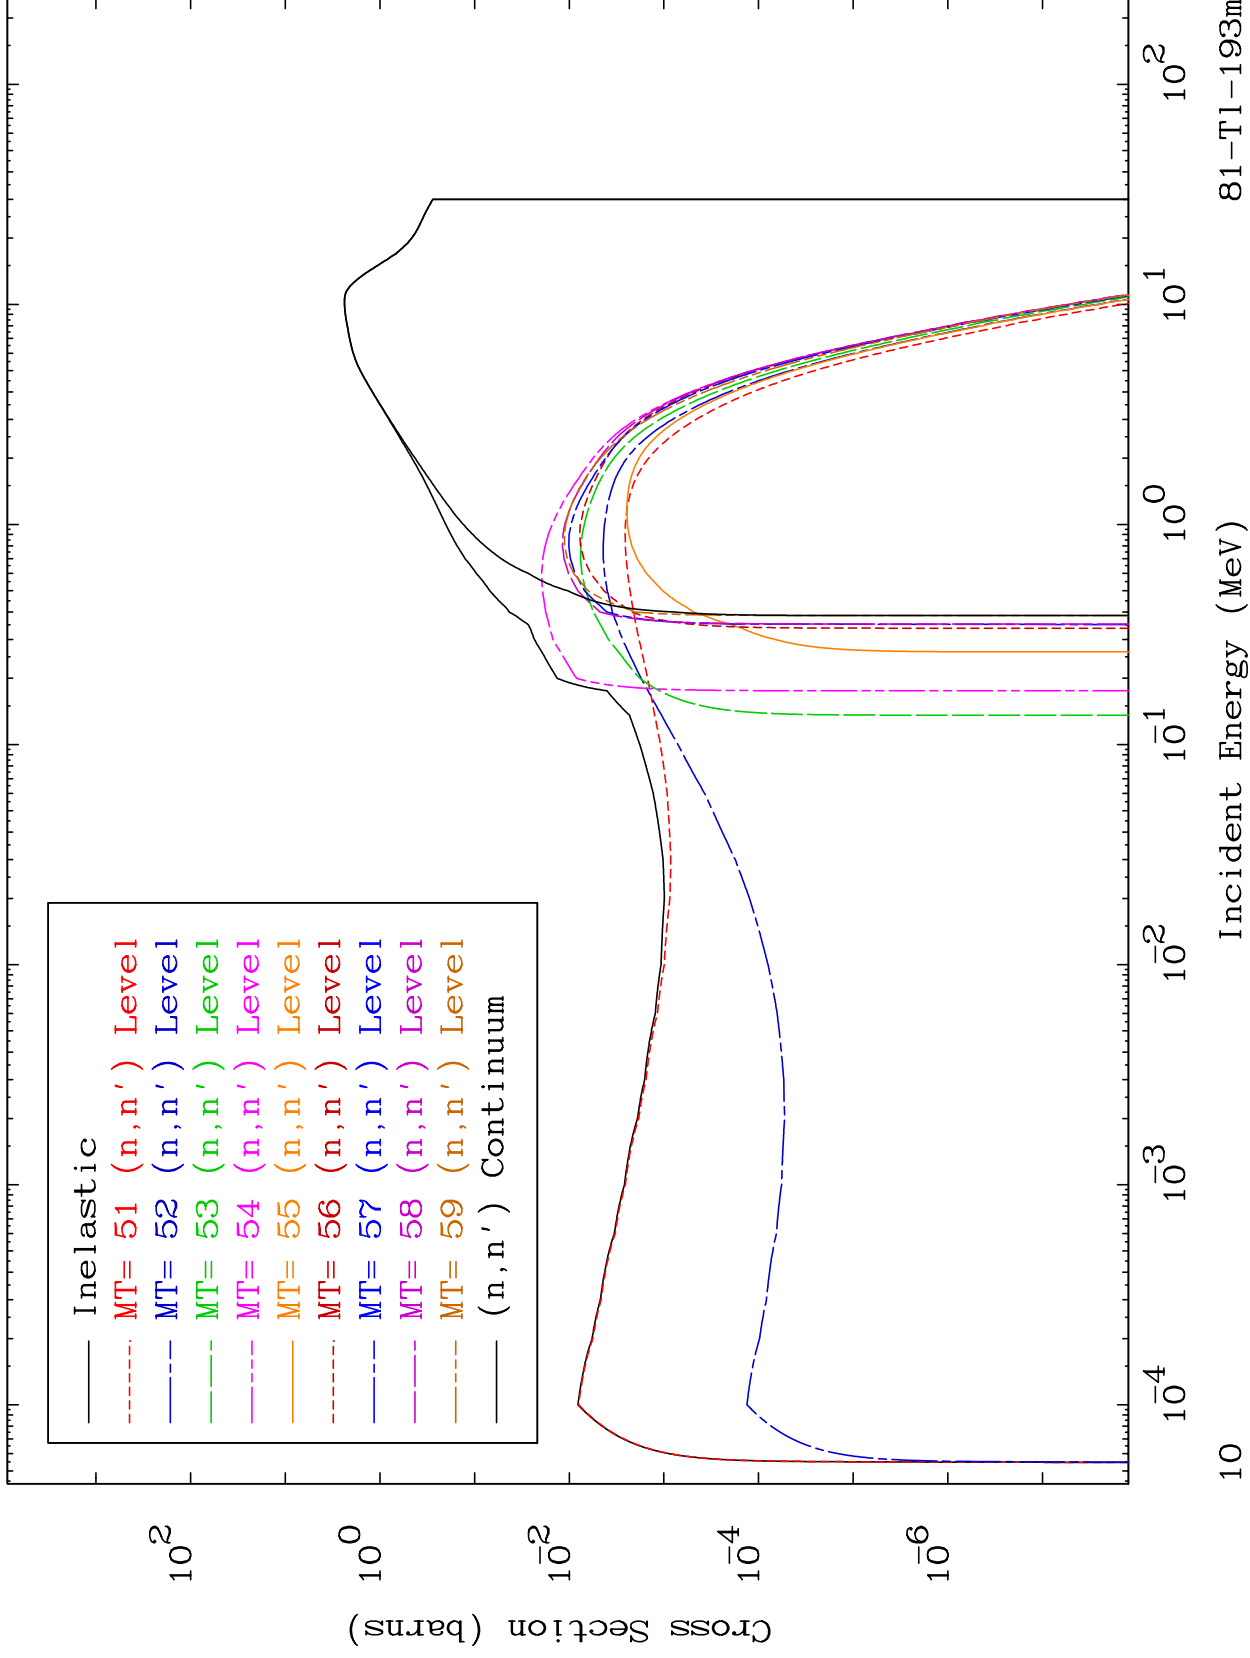 Inelastic
MT= 51 (n,n') Level
MT= 52 (n,n') Level
MT= 53 (n,n') Level
MT= 54 (n,n') Level
MT= 55 (n,n') Level
MT= 56 (n,n') Level
MT= 57 (n,n') Level
MT= 58 (n,n') Level
MT= 59 (n,n') Level
(n,n') Continuum
Cross Section (barns)
10^2
10^0
10^-2
10^-4
10^-6
10^-4
10^-3
10^-2
10^-1
10^0
10^1
10^2
10
Incident Energy (MeV)
81-Tl-193m